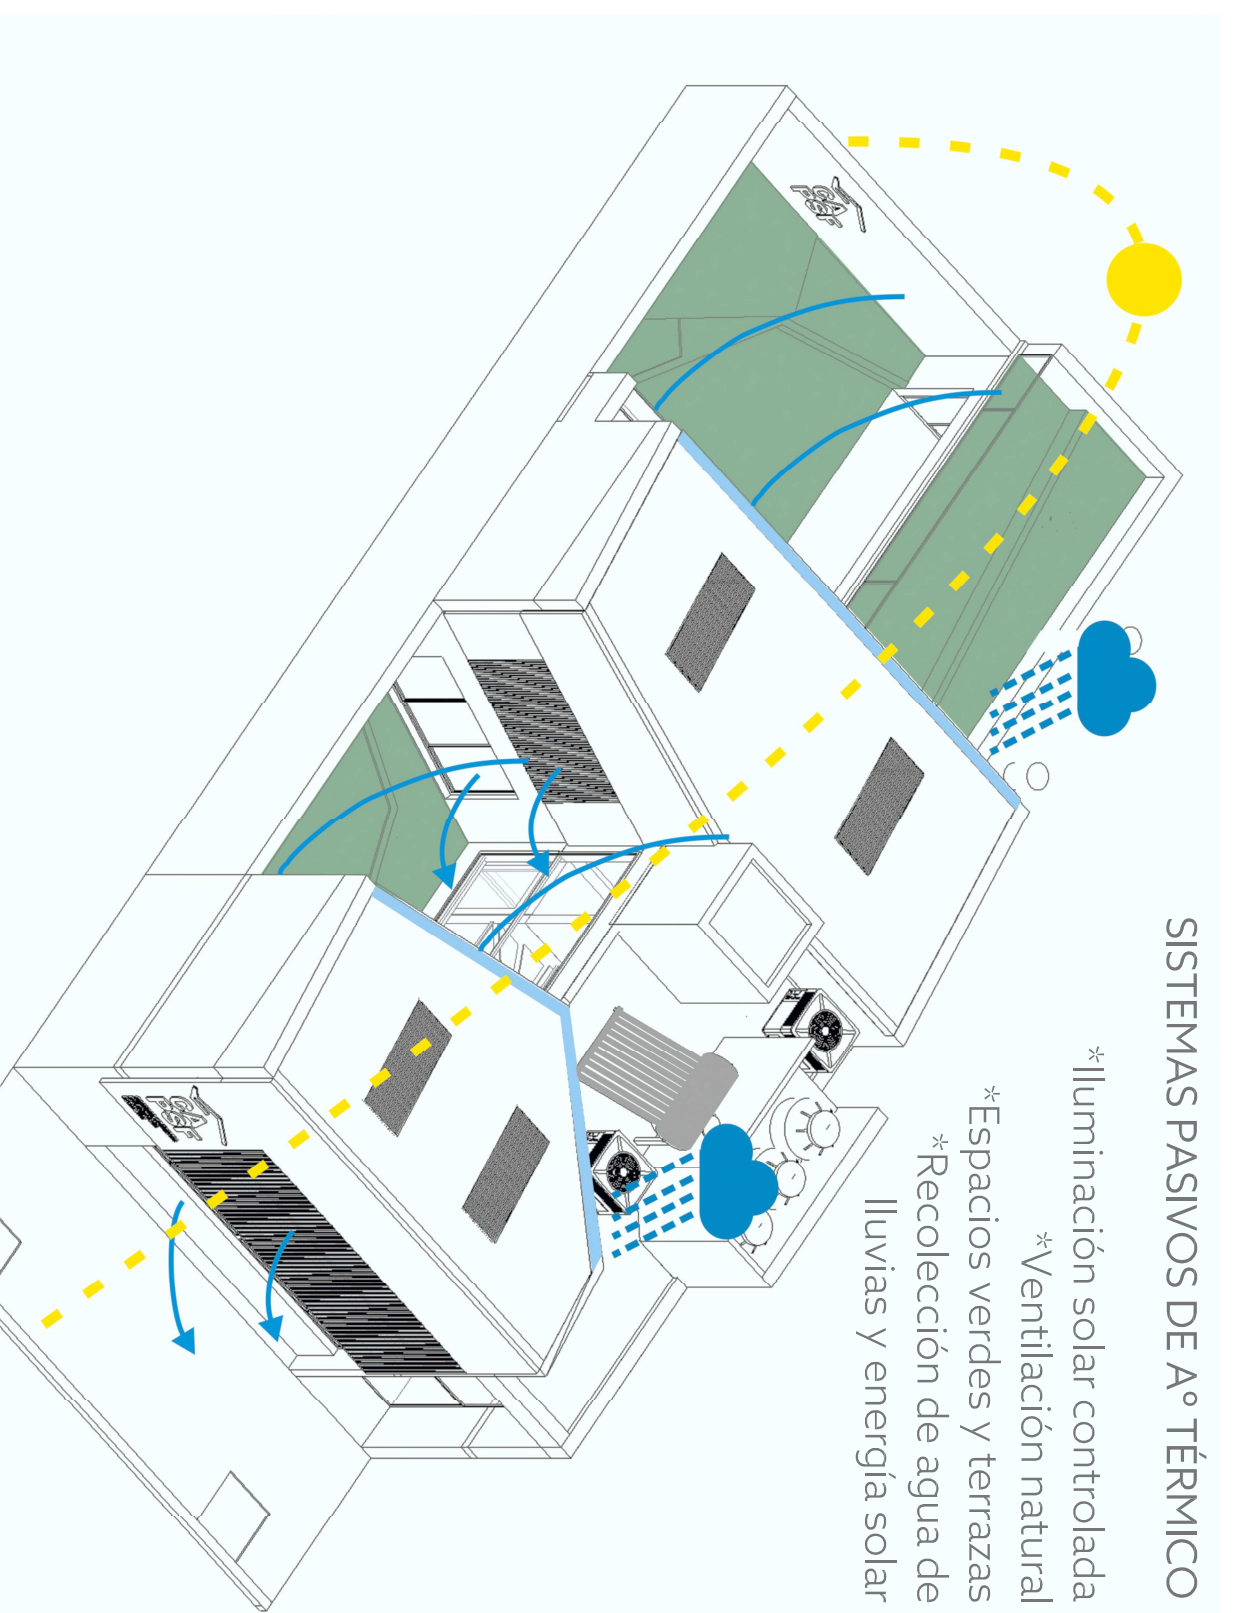 SISTEMAS PASIVOS DE Aº TÉRMICO
*Iluminación solar controlada
*Ventilación natural
*Espacios verdes y terrazas
*Recolección de agua de
lluvias y energía solar